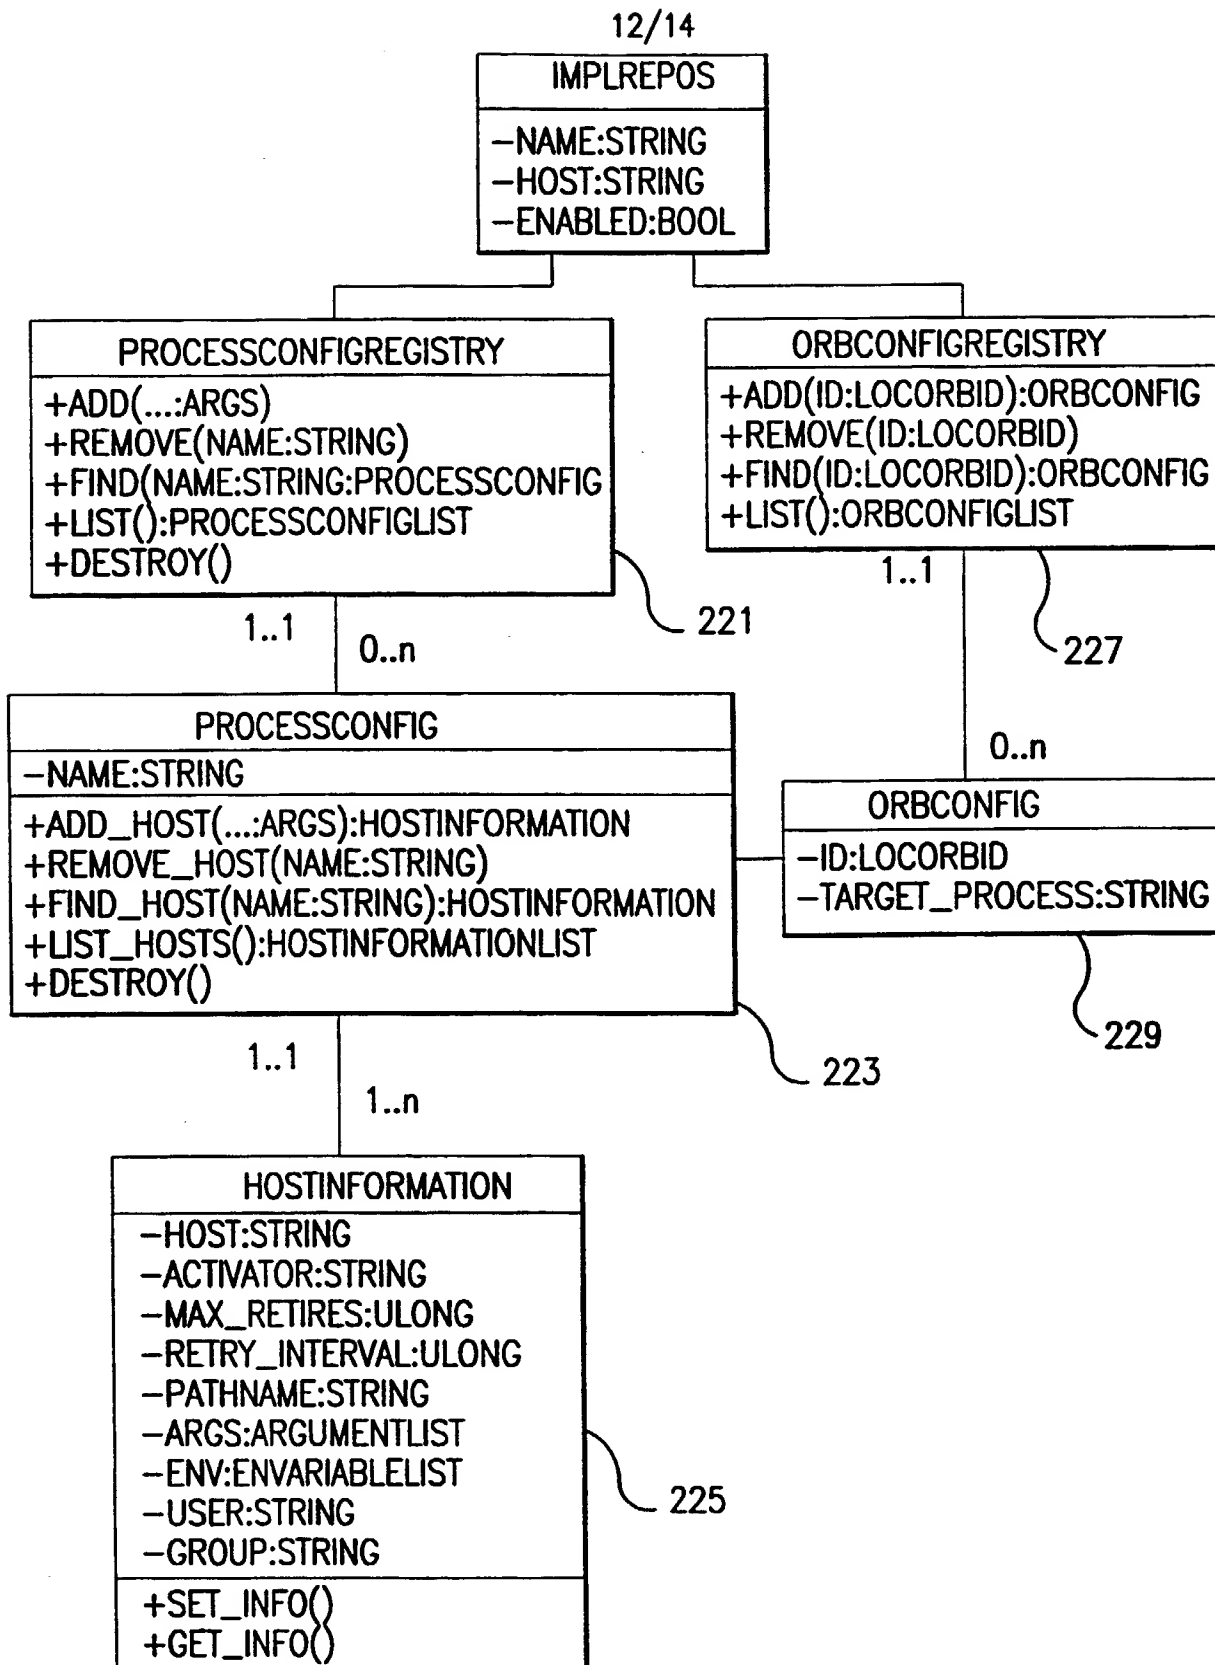 12/14
IMPLREPOS
-NAME:STRING
-HOST:STRING
-ENABLED:BOOL
PROCESSCONFIGREGISTRY
+ADD(...:ARGS)
+REMOVE(NAME:STRING)
+FIND(NAME:STRING:PROCESSCONFIG
+LIST():PROCESSCONFIGLIST
+DESTROY()
221
ORBCONFIGREGISTRY
+ADD(ID:LOCORBID):ORBCONFIG
+REMOVE(ID:LOCORBID)
+FIND(ID:LOCORBID):ORBCONFIG
+LIST():ORBCONFIGLIST
227
1..1
0..n
1..1
0..n
PROCESSCONFIG
-NAME:STRING
+ADD_HOST(...:ARGS):HOSTINFORMATION
+REMOVE_HOST(NAME:STRING)
+FIND_HOST(NAME:STRING):HOSTINFORMATION
+LIST_HOSTS():HOSTINFORMATIONLIST
+DESTROY()
223
ORBCONFIG
-ID:LOCORBID
-TARGET_PROCESS:STRING
229
1..1
1..n
HOSTINFORMATION
-HOST:STRING
-ACTIVATOR:STRING
-MAX_RETIRES:ULONG
-RETRY_INTERVAL:ULONG
-PATHNAME:STRING
-ARGS:ARGUMENTLIST
-ENV:ENVARIABLELIST
-USER:STRING
-GROUP:STRING
+SET_INFO()
+GET_INFO()
225